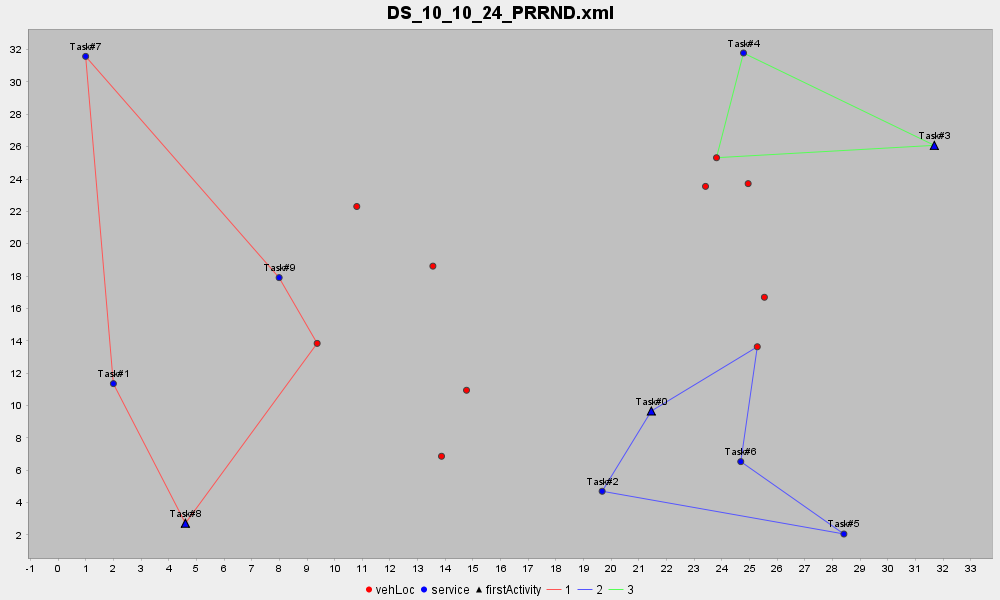 DS_10_10_24_PRRND.xml
32
30
28
26
24
22
20
18
16
14
12
10
8
6
4
2
Task#7
Task#4
Task#3
Task#9
Task#1
Task#0
Task#6
Task#2
Task#8
Task#5
-1 0 1 2 3 4 5 6 7 8 9 10 11 12 13 14 15 16 17 18 19 20 21 22 23 24 25 26 27 28 29 30 31 32 33
vehLoc service firstActivity 1 2 3